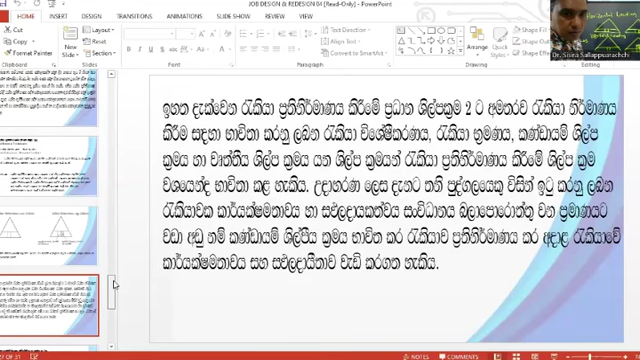 JOB DESIGN & REDESIGN 04 [Read-Only] - PowerPoint
HOME INSERT DESIGN TRANSITIONS ANIMATIONS SLIDE SHOW REVIEW VIEW
Cut
Copy
Format Painter
Clipboard
New
Slide
Layout
Reset
Section
Slides
Font
Text Direction
Align Text
Convert to SmartArt
Paragraph
Arrange
Quick
Styles
Shape Fill
Shape Outline
Shape Effects
Drawing
Dr. Sisira Sallappuarachchi
ඉහත දැක්වෙන රැකියා ප්‍රතිනිර්මාණය කිරීමේ ප්‍රධාන ශිල්පක්‍රම 2 ට අමතරව රැකියා නිර්මාණය
කිරීම සදහා භාවිතා කරනු ලබන රැකියා විශේෂිකරණය, රැකියා භ්‍රමණය, කණ්ඩායම් ශිල්ප
ක්‍රමය හා වෘත්තීය ශිල්ප ක්‍රමය යන ශිල්ප ක්‍රමයන් රැකියා ප්‍රතිනිර්මාණය කිරීමේ ශිල්ප ක්‍රම
වශයෙන්ද භාවිතා කළ හැකිය. උදාහරණ ලෙස දැනට තනි පුද්ගලයෙකු විසින් ඉටු කරනු ලබන
රැකියාවක කාර්යක්ෂමතාවය හා සඵලදායකත්වය සංවිධානය බලාපොරොත්තු වන ප්‍රමාණයට
වඩා අඩු නම් කණ්ඩායම් ශිල්පීය ක්‍රමය භාවිත කර රැකියාව ප්‍රතිනිර්මාණය කර අදාළ රැකියාවේ
කාර්යක්ෂමතාවය සහ සඵලදායීතාව වැඩි කරගත හැකිය.
NOTES COMMENTS